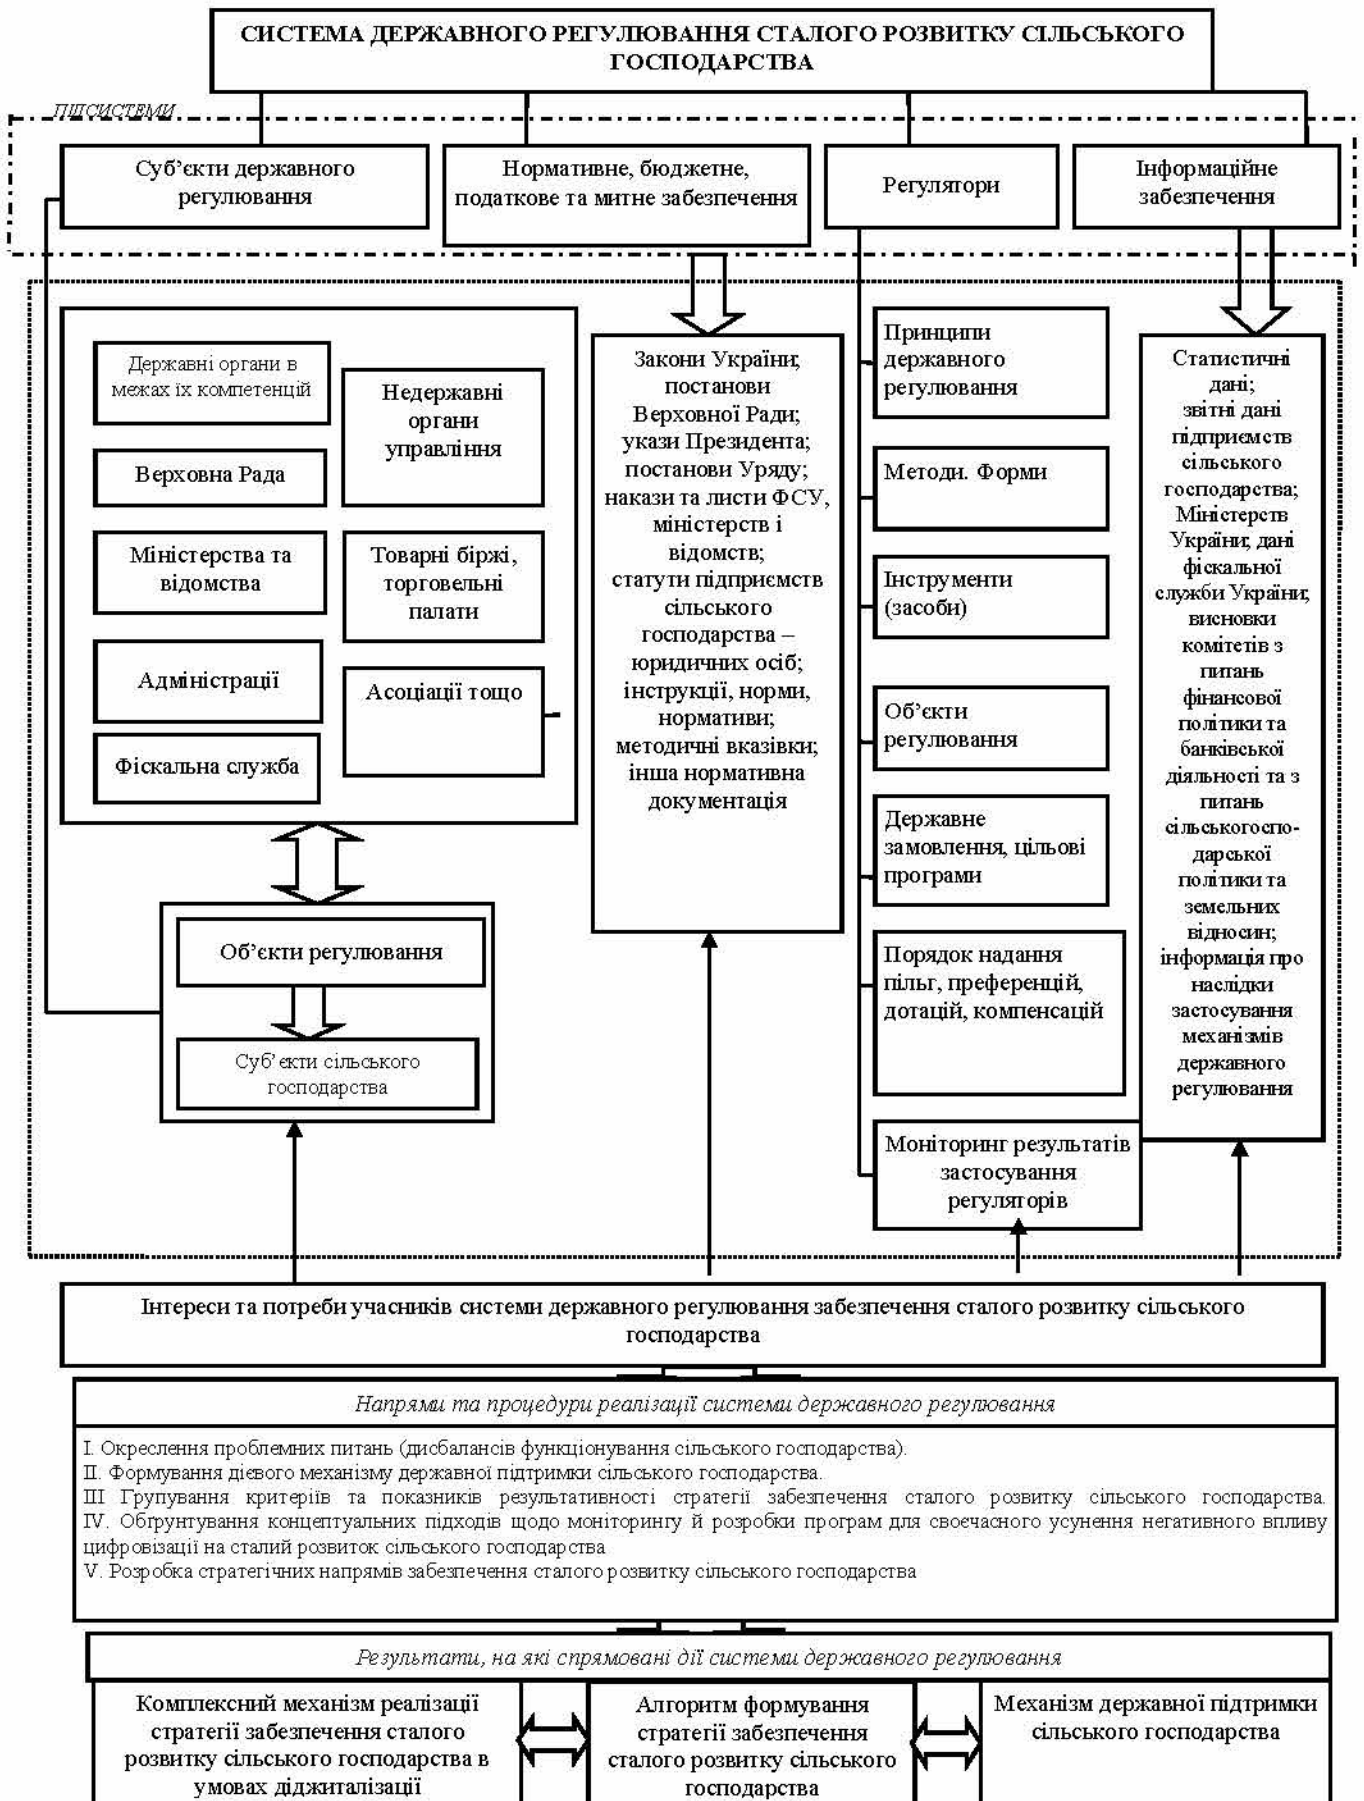 СИСТЕМА ДЕРЖАВНОГО РЕГУЛЮВАННЯ СТАЛОГО РОЗВИТКУ СІЛЬСЬКОГО
ГОСПОДАРСТВА
ПІДСИСТЕМИ
Суб’єкти державного
регулювання
Нормативне, бюджетне,
податкове та митне забезпечення
Регулятори
Інформаційне
забезпечення
Державні органи в
межах їх компетенцій
Верховна Рада
Міністерства та
відомства
Адміністрації
Фіскальна служба
Недержавні
органи
управління
Товарні біржі,
торговельні
палати
Асоціації тощо
Об’єкти регулювання
Суб’єкти сільського
господарства
Закони України;
постанови
Верховної Ради;
укази Президента;
постанови Уряду;
накази та листи ФСУ,
міністерств і
відомств;
статути підприємств
сільського
господарства –
юридичних осіб;
інструкції, норми,
нормативи;
методичні вказівки;
інша нормативна
документація
Принципи
державного
регулювання
Методи. Форми
Інструменти
(засоби)
Об’єкти
регулювання
Державне
замовлення, цільові
програми
Порядок надання
пільг, преференцій,
дотацій, компенсацій
Моніторинг результатів
застосування
регуляторів
Статистичні
дані;
звітні дані
підприємств
сільського
господарства;
Міністерств
України; дані
фіскальної
служби України;
висновки
комітетів з
питань
фінансової
політики та
банківської
діяльності та з
питань
сільськогоспо-
дарської
політики та
земельних
відносин;
інформація про
наслідки
застосування
механізмів
державного
регулювання
Інтереси та потреби учасників системи державного регулювання забезпечення сталого розвитку сільського
господарства
Напрями та процедури реалізації системи державного регулювання
І. Окреслення проблемних питань (дисбалансів функціонування сільського господарства).
ІІ. Формування дієвого механізму державної підтримки сільського господарства.
ІІІ Групування критеріїв та показників результативності стратегії забезпечення сталого розвитку сільського господарства.
IV. Обґрунтування концептуальних підходів щодо моніторингу й розробки програм для своєчасного усунення негативного впливу
цифровізації на сталий розвиток сільського господарства
V. Розробка стратегічних напрямів забезпечення сталого розвитку сільського господарства
Результати, на які спрямовані дії системи державного регулювання
Комплексний механізм реалізації
стратегії забезпечення сталого
розвитку сільського господарства в
умовах діджиталізації
Алгоритм формування
стратегії забезпечення
сталого розвитку сільського
господарства
Механізм державної підтримки
сільського господарства